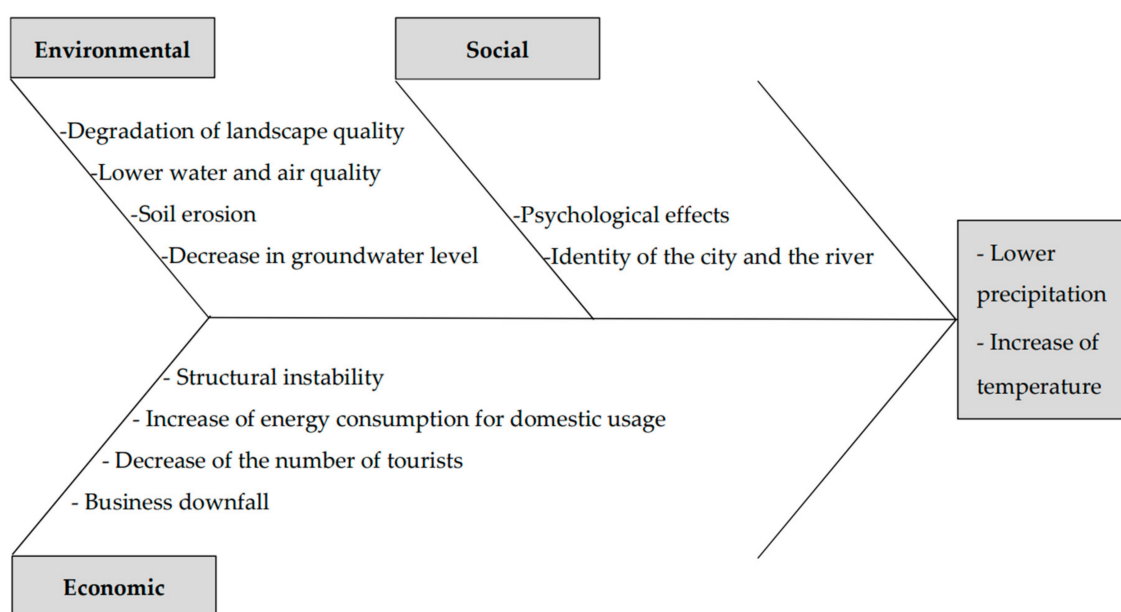 Environmental
-Degradation of landscape quality
-Lower water and air quality
-Soil erosion
-Decrease in groundwater level
Social
-Psychological effects
-Identity of the city and the river
- Lower
precipitation
- Increase of
temperature
- Structural instability
- Increase of energy consumption for domestic usage
- Decrease of the number of tourists
- Business downfall
Economic